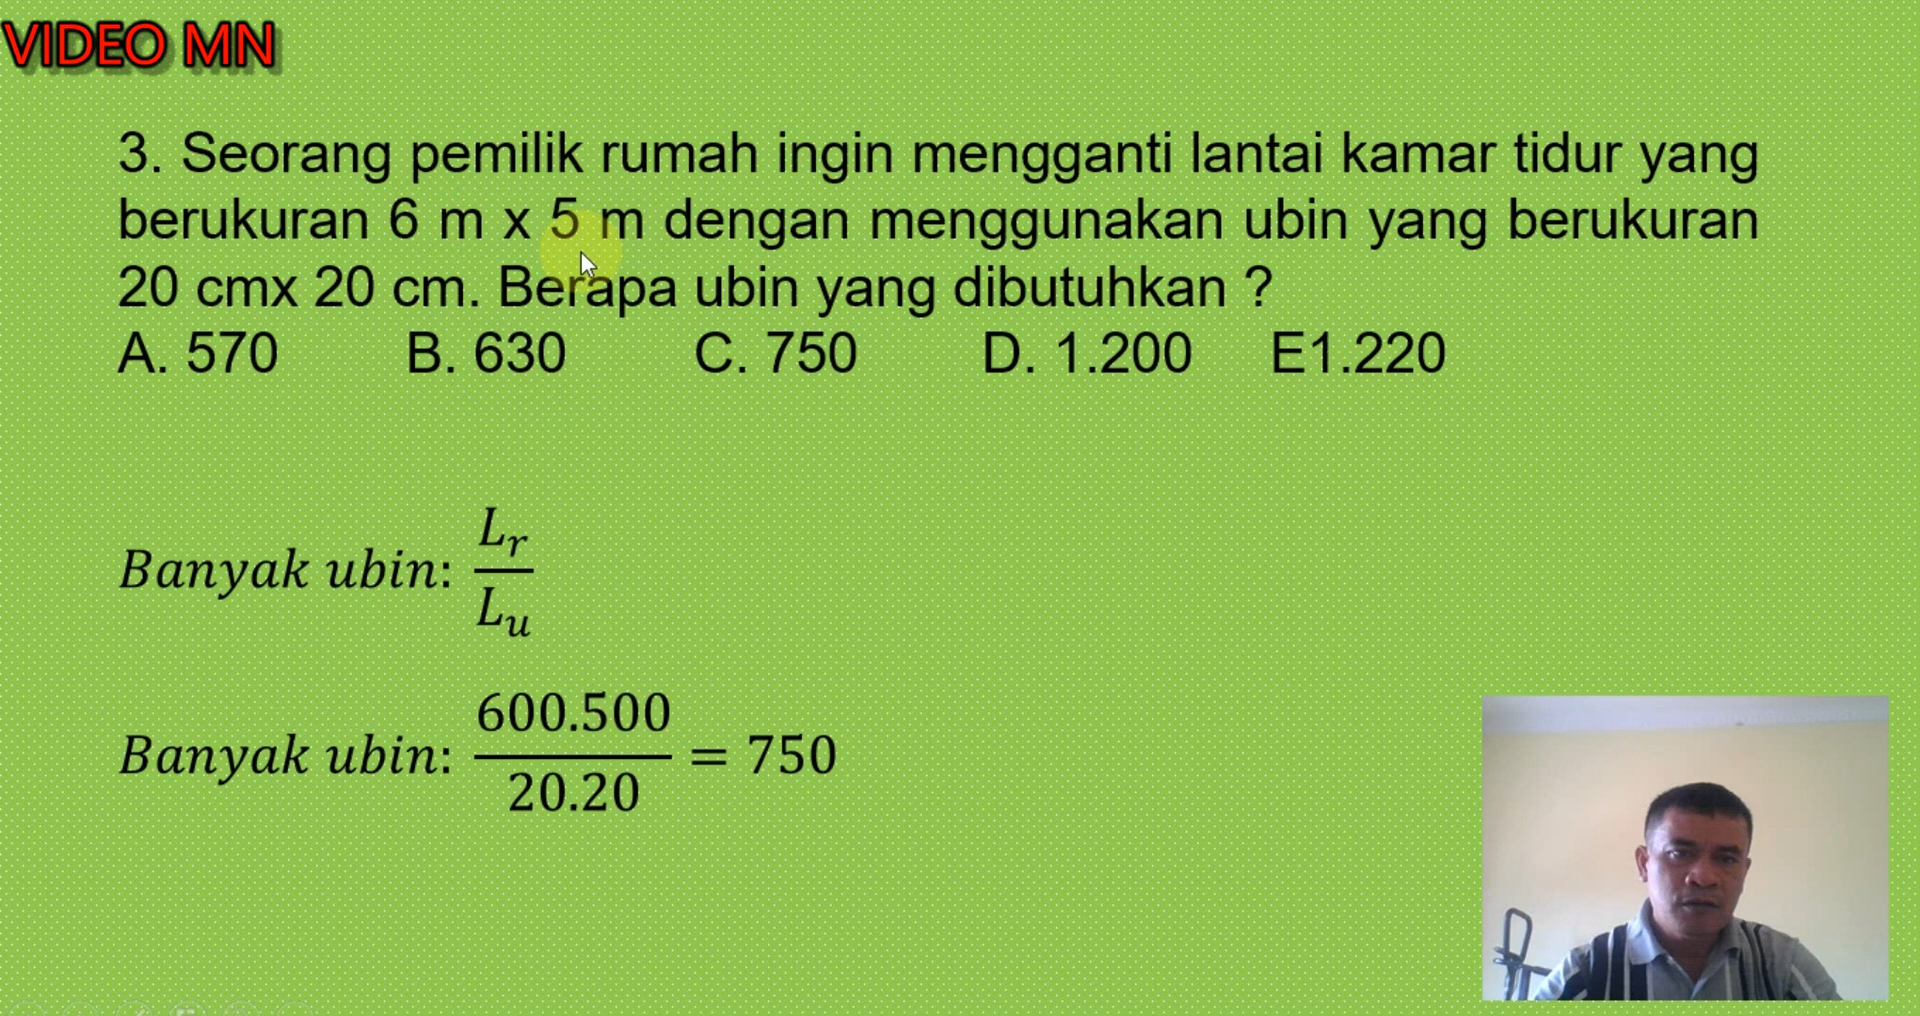 VIDEO MN
3. Seorang pemilik rumah ingin mengganti lantai kamar tidur yang
berukuran 6 m x 5 m dengan menggunakan ubin yang berukuran
20 cmx 20 cm. Berapa ubin yang dibutuhkan ?
A. 570 B. 630 C. 750 D. 1.200 E1.220
Banyak ubin: L_r / L_u
Banyak ubin: 600.500 / 20.20 = 750